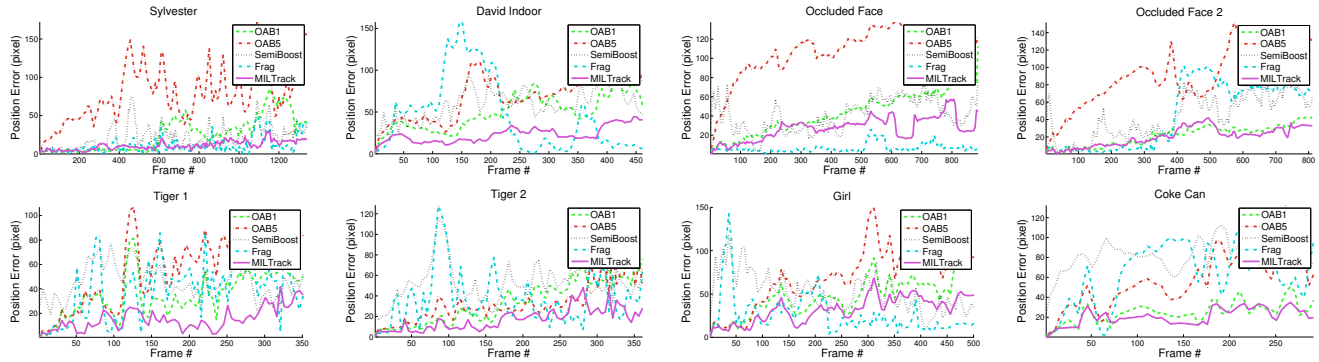 Sylvester
Position Error (pixel)
150
100
50
0
200 400 600 800 1000 1200
Frame #
OAB1
OAB5
SemiBoost
Frag
MILTrack
David Indoor
Position Error (pixel)
150
100
50
0
50 100 150 200 250 300 350 400 450
Frame #
OAB1
OAB5
SemiBoost
Frag
MILTrack
Occluded Face
Position Error (pixel)
120
100
80
60
40
20
100 200 300 400 500 600 700 800
Frame #
OAB1
OAB5
SemiBoost
Frag
MILTrack
Occluded Face 2
Position Error (pixel)
140
120
100
80
60
40
20
100 200 300 400 500 600 700 800
Frame #
OAB1
OAB5
SemiBoost
Frag
MILTrack
Tiger 1
Position Error (pixel)
100
80
60
40
20
50 100 150 200 250 300 350
Frame #
OAB1
OAB5
SemiBoost
Frag
MILTrack
Tiger 2
Position Error (pixel)
120
100
80
60
40
20
50 100 150 200 250 300 350
Frame #
OAB1
OAB5
SemiBoost
Frag
MILTrack
Girl
Position Error (pixel)
150
100
50
0
50 100 150 200 250 300 350 400 450 500
Frame #
OAB1
OAB5
SemiBoost
Frag
MILTrack
Coke Can
Position Error (pixel)
120
100
80
60
40
20
50 100 150 200 250
Frame #
OAB1
OAB5
SemiBoost
Frag
MILTrack